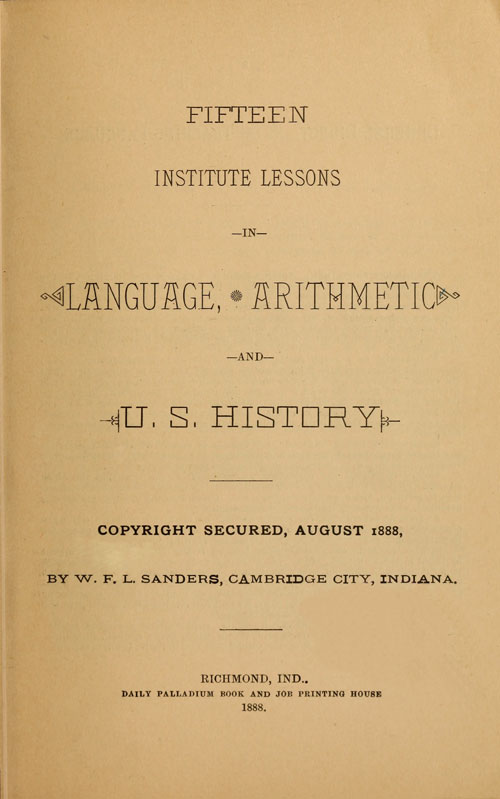 FIFTEEN
INSTITUTE LESSONS
—IN—
LANGUAGE, ARITHMETIC
—AND—
U. S. HISTORY
COPYRIGHT SECURED, AUGUST 1888,
BY W. F. L. SANDERS, CAMBRIDGE CITY, INDIANA.
RICHMOND, IND..
DAILY PALLADIUM BOOK AND JOB PRINTING HOUSE
1888.